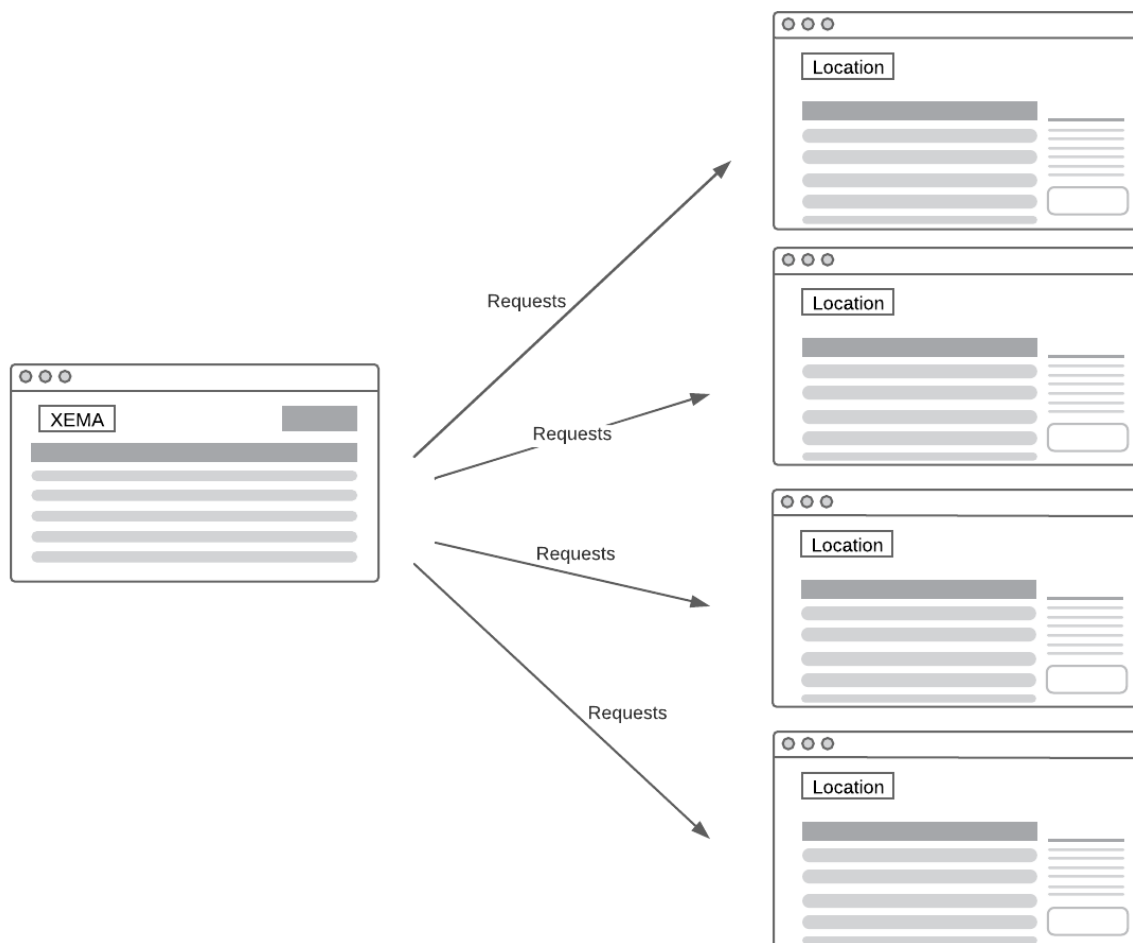 Location
Requests
Location
XEMA
Requests
Location
Requests
Requests
Location